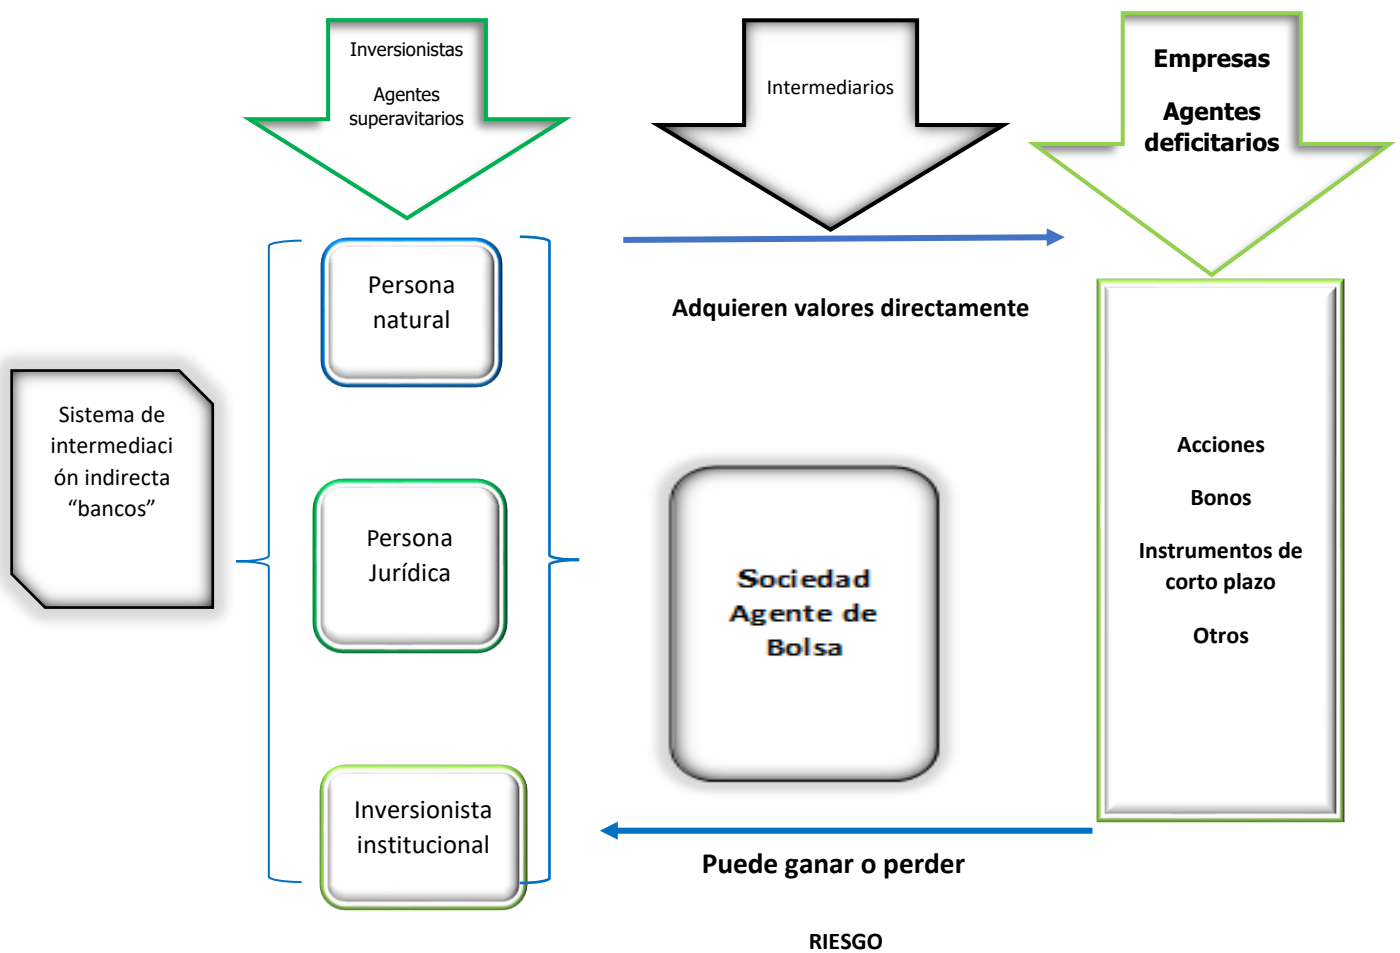 Inversionistas
Agentes
superavitarios
Intermediarios
Empresas
Agentes
deficitarios
Persona
natural
Adquieren valores directamente
Sistema de
intermediaci
ón indirecta
“bancos”
Persona
Jurídica
Sociedad
Agente de
Bolsa
Acciones
Bonos
Instrumentos de
corto plazo
Otros
Inversionista
institucional
Puede ganar o perder
RIESGO